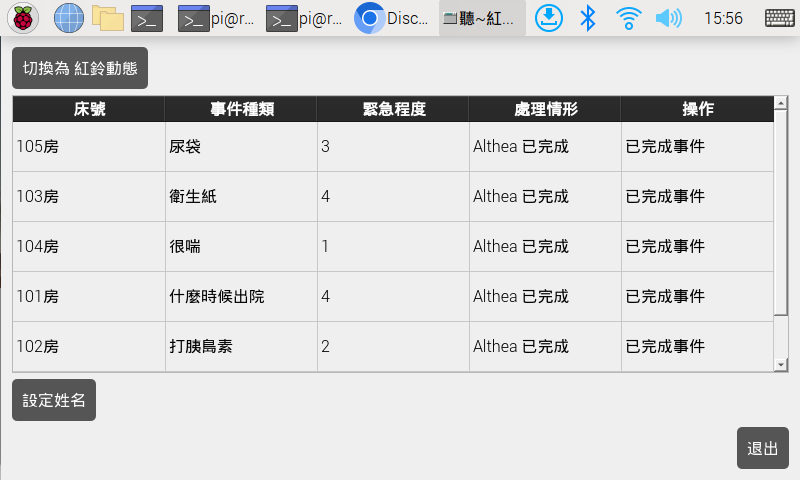 pi@r... pi@r... Disc... 聽~紅... 15:56
切換為 紅鈴動態
床號 事件種類 緊急程度 處理情形 操作
105房 尿袋 3 Althea 已完成 已完成事件
103房 衛生紙 4 Althea 已完成 已完成事件
104房 很喘 1 Althea 已完成 已完成事件
101房 什麼時候出院 4 Althea 已完成 已完成事件
102房 打胰島素 2 Althea 已完成 已完成事件
設定姓名
退出